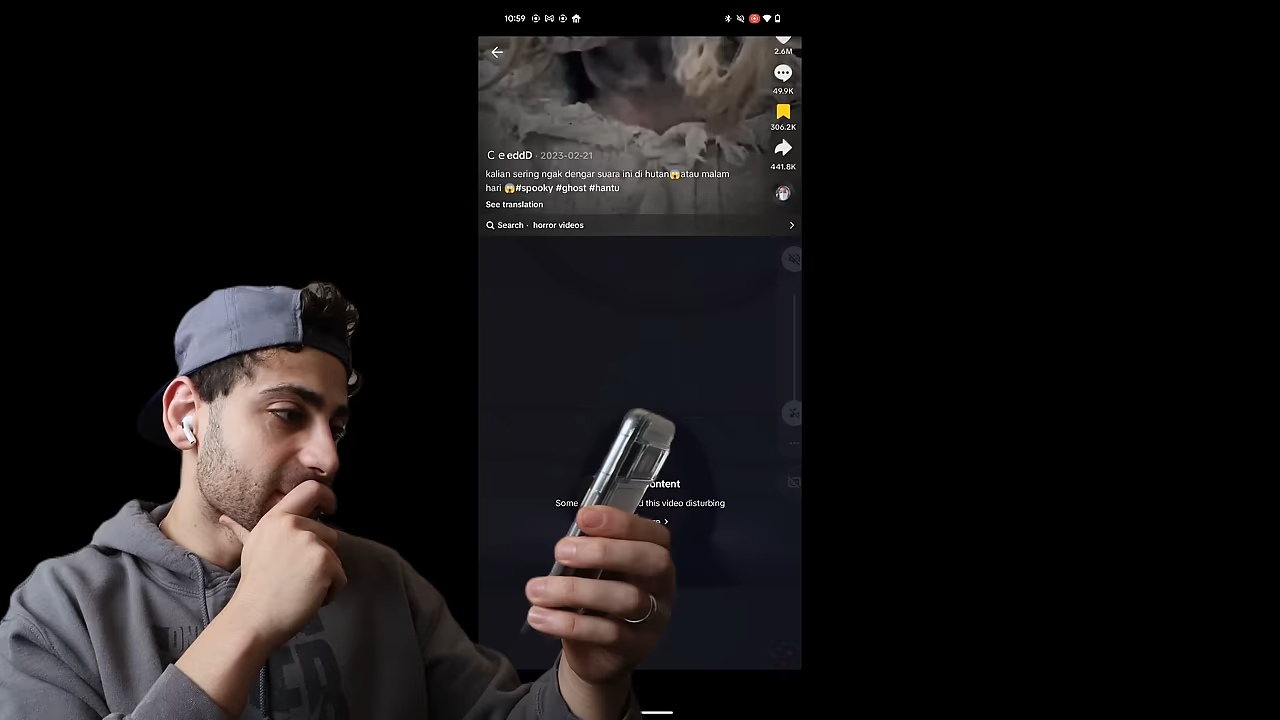 10:59
2.6M
49.9K
306.2K
441.8K
C e eddD · 2023-02-21
kalian sering ngak dengar suara ini di hutan😱atau malam
hari 😱#spooky #ghost #hantu
See translation
Search · horror videos
ontent
Some
d this video disturbing